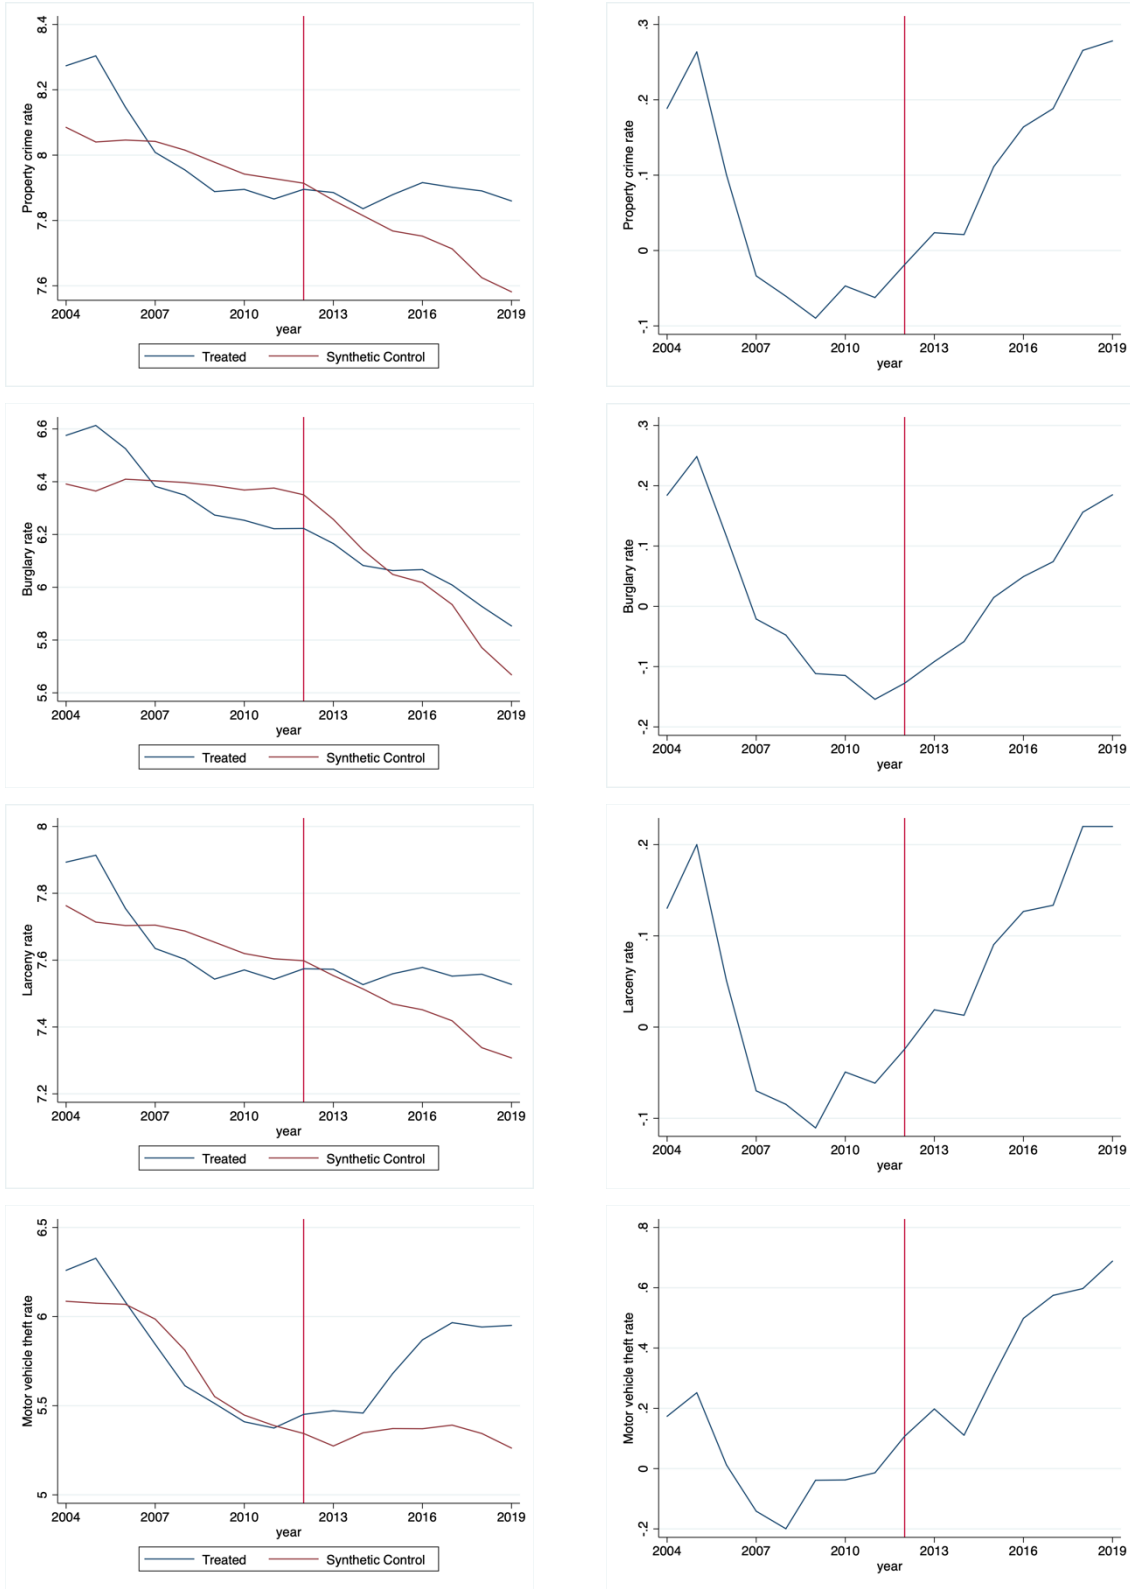 Property crime rate
8.4
8.2
8
7.8
7.6
2004 2007 2010 2013 2016 2019
year
Treated Synthetic Control
Property crime rate
.3
.2
.1
0
-.1
2004 2007 2010 2013 2016 2019
year
Burglary rate
6.6
6.4
6.2
6
5.8
5.6
2004 2007 2010 2013 2016 2019
year
Treated Synthetic Control
Burglary rate
.3
.2
.1
0
-.1
-.2
2004 2007 2010 2013 2016 2019
year
Larceny rate
8
7.8
7.6
7.4
7.2
2004 2007 2010 2013 2016 2019
year
Treated Synthetic Control
Larceny rate
.2
.1
0
-.1
2004 2007 2010 2013 2016 2019
year
Motor vehicle theft rate
6.5
6
5.5
5
2004 2007 2010 2013 2016 2019
year
Treated Synthetic Control
Motor vehicle theft rate
.8
.6
.4
.2
0
-.2
2004 2007 2010 2013 2016 2019
year